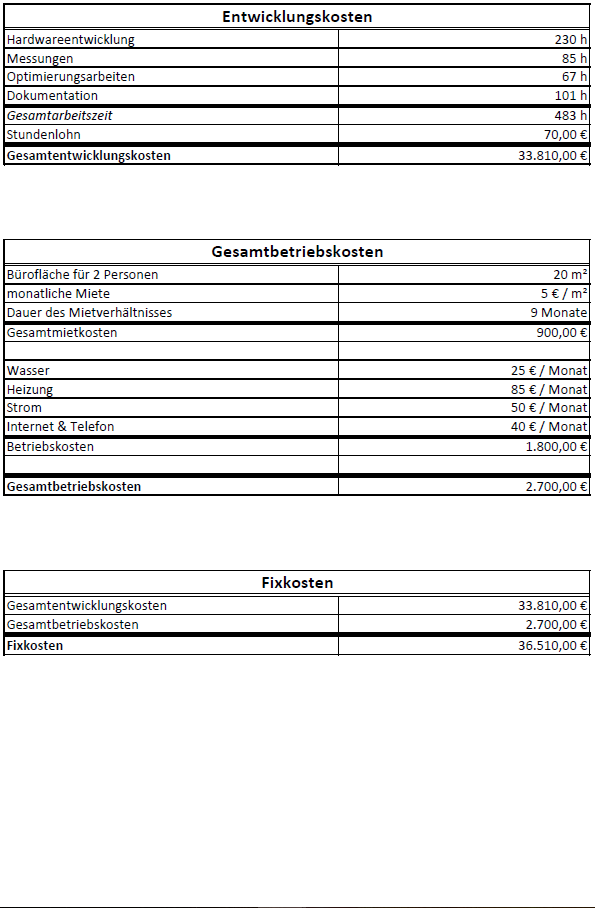 Entwicklungskosten
Hardwareentwicklung 230 h
Messungen 85 h
Optimierungsarbeiten 67 h
Dokumentation 101 h
Gesamtarbeitszeit 483 h
Stundenlohn 70,00 €
Gesamtentwicklungskosten 33.810,00 €
Gesamtbetriebskosten
Bürofläche für 2 Personen 20 m²
monatliche Miete 5 € / m²
Dauer des Mietverhältnisses 9 Monate
Gesamtmietkosten 900,00 €
Wasser 25 € / Monat
Heizung 85 € / Monat
Strom 50 € / Monat
Internet & Telefon 40 € / Monat
Betriebskosten 1.800,00 €
Gesamtbetriebskosten 2.700,00 €
Fixkosten
Gesamtentwicklungskosten 33.810,00 €
Gesamtbetriebskosten 2.700,00 €
Fixkosten 36.510,00 €